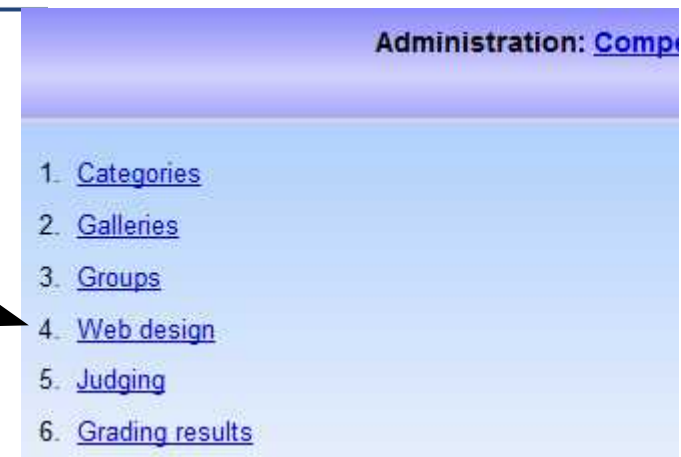 Administration:
1. Categories
2. Galleries
3. Groups
4. Web design
5. Judging
6. Grading results